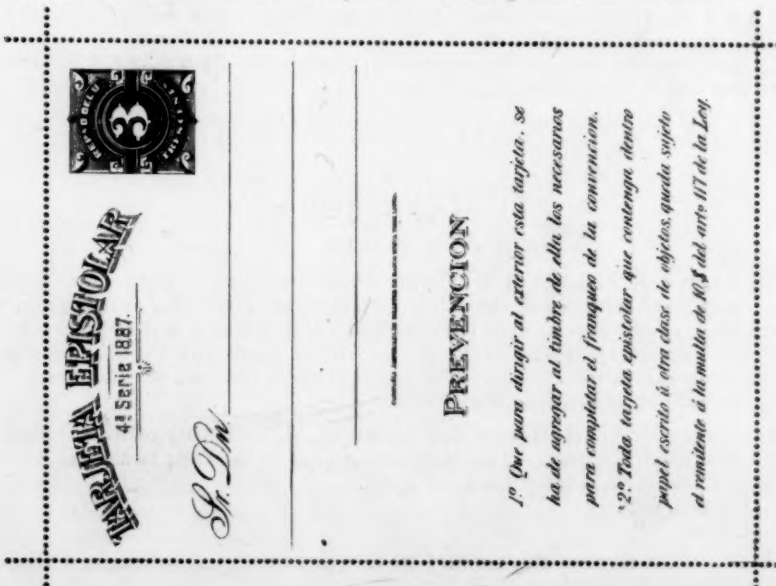 TARJETA EPISTOLAR
4ª Serie 1887.
3
CENTAVOS
Sr. Dn.
PREVENCION
1º Que para dirigir al exterior esta tarjeta, se
ha de agregar al timbre de ella los necesarios
para completar el franqueo de la convencion.
2º Toda tarjeta epistolar que contenga dentro
papel escrito ú otra clase de objetos, queda sujeto
el remitente á la multa de 10 $ del arto 117 de la Ley.